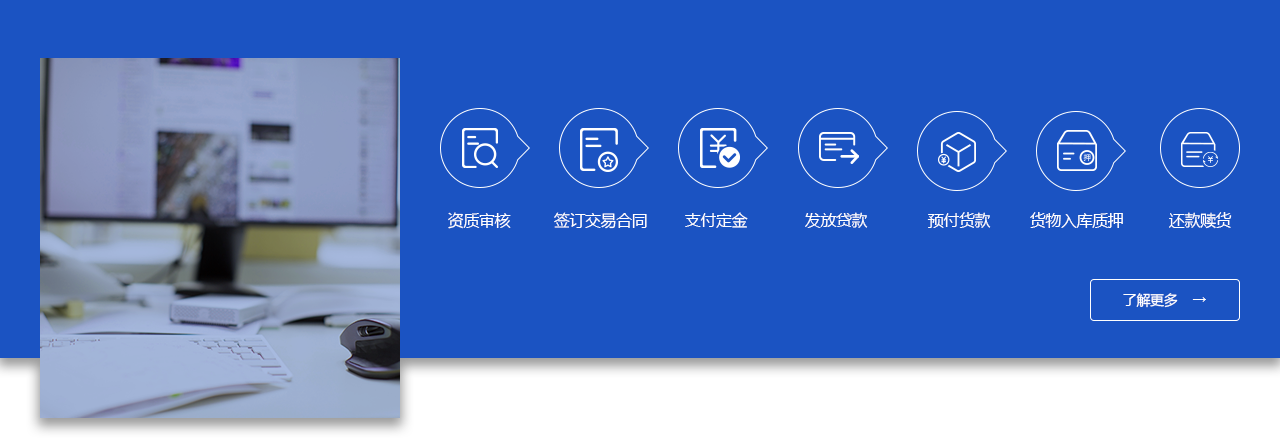 资质审核
签订交易合同
支付定金
发放贷款
预付货款
货物入库质押
还款赎货
了解更多 →